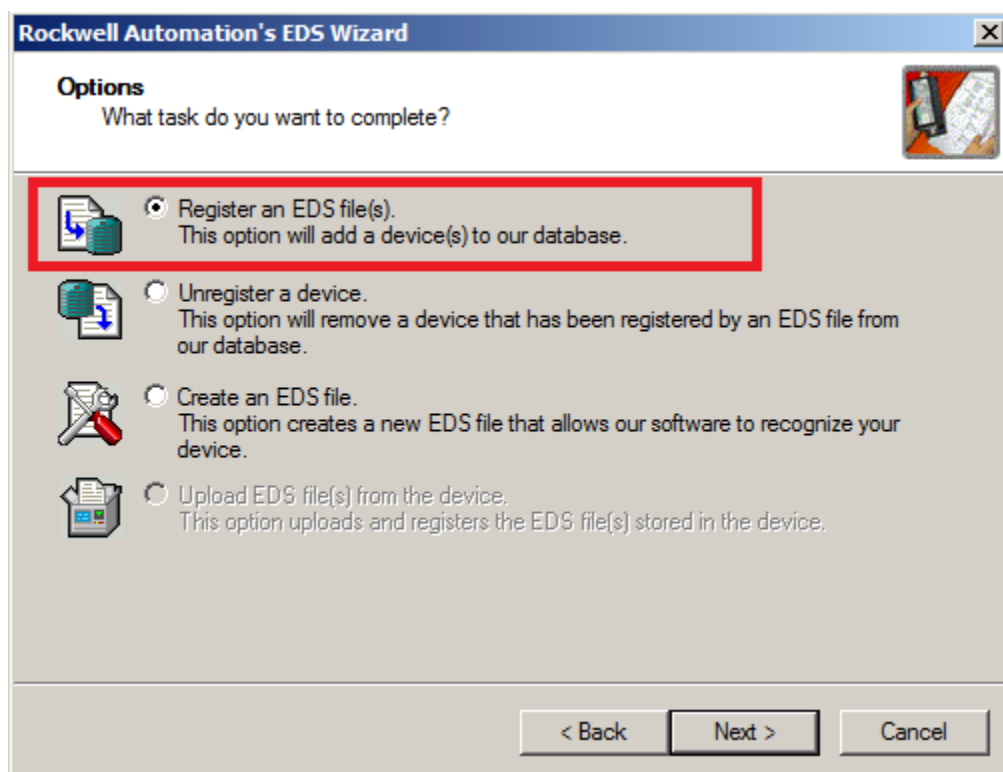 Rockwell Automation's EDS Wizard
Options
What task do you want to complete?
Register an EDS file(s).
This option will add a device(s) to our database.
Unregister a device.
This option will remove a device that has been registered by an EDS file from
our database.
Create an EDS file.
This option creates a new EDS file that allows our software to recognize your
device.
Upload EDS file(s) from the device.
This option uploads and registers the EDS file(s) stored in the device.
< Back
Next >
Cancel